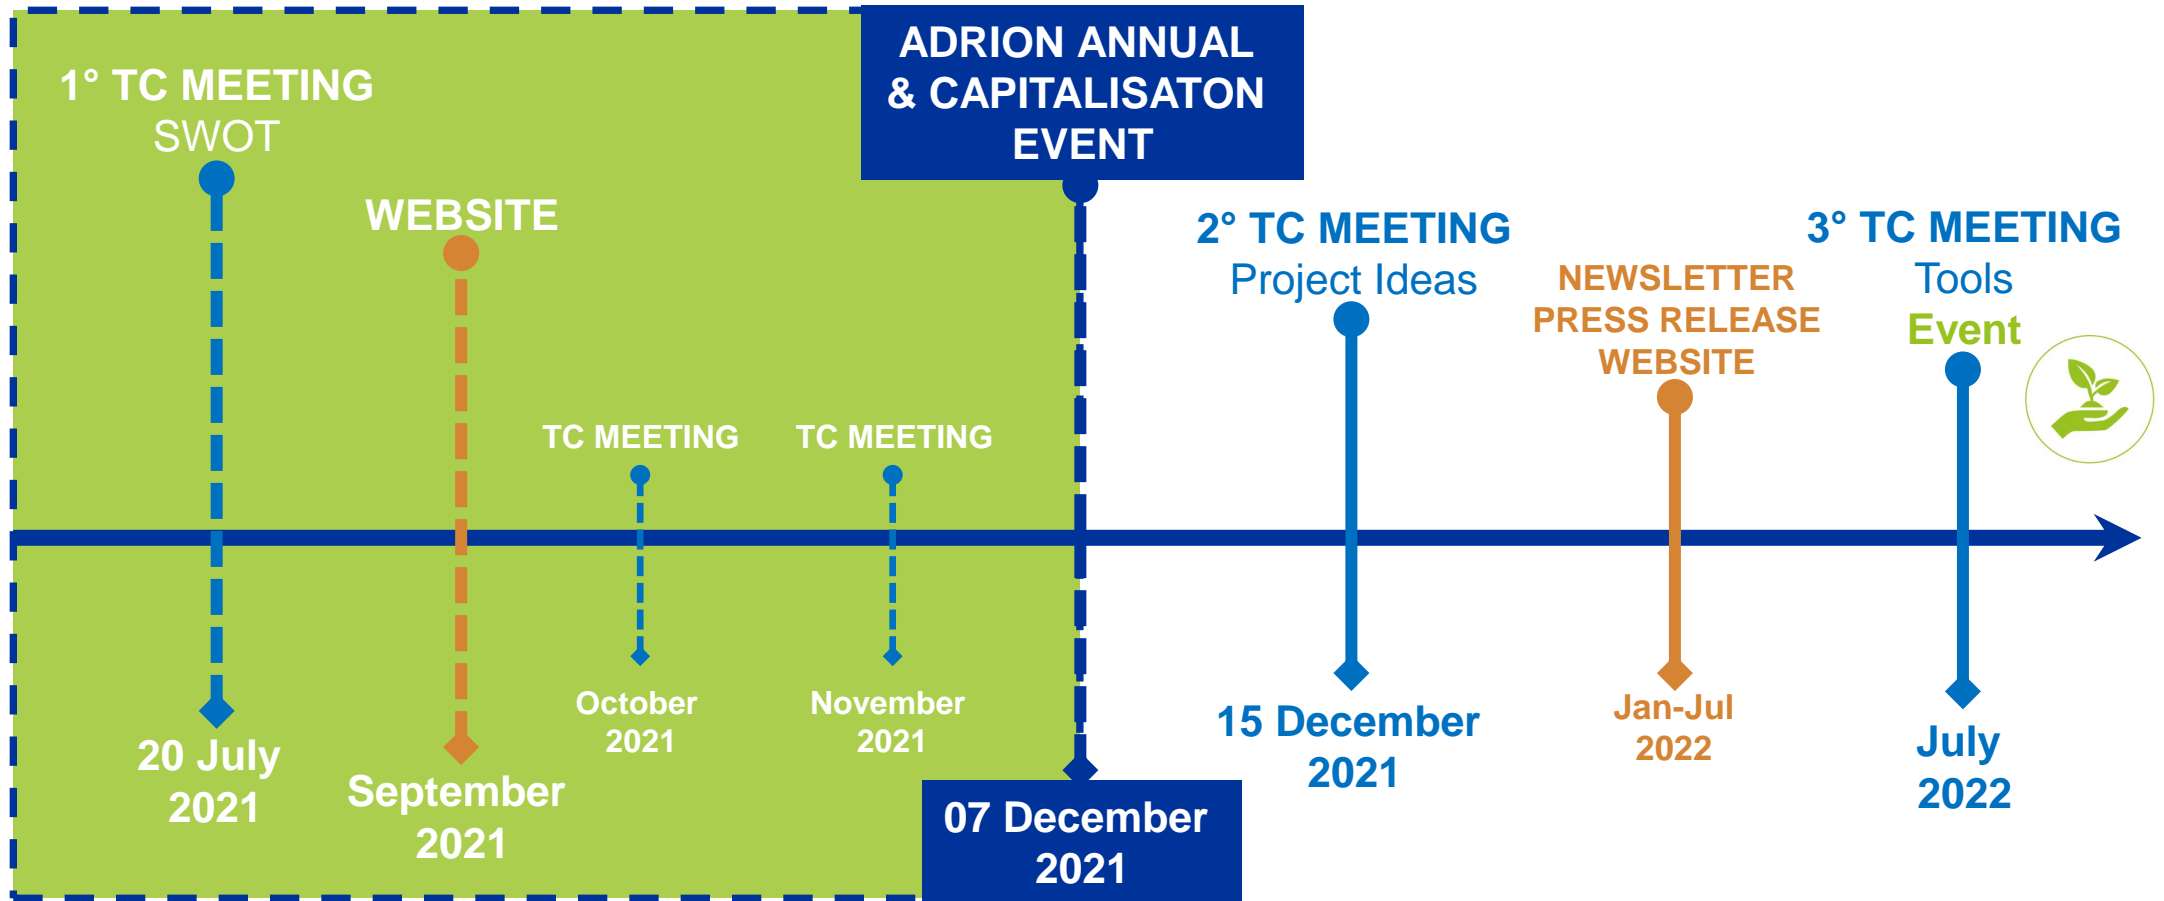 1° TC MEETING
SWOT
20 July
2021
WEBSITE
September
2021
TC MEETING
October
2021
TC MEETING
November
2021
ADRION ANNUAL
& CAPITALISATON
EVENT
07 December
2021
2° TC MEETING
Project Ideas
15 December
2021
NEWSLETTER
PRESS RELEASE
WEBSITE
Jan-Jul
2022
3° TC MEETING
Tools
Event
July
2022